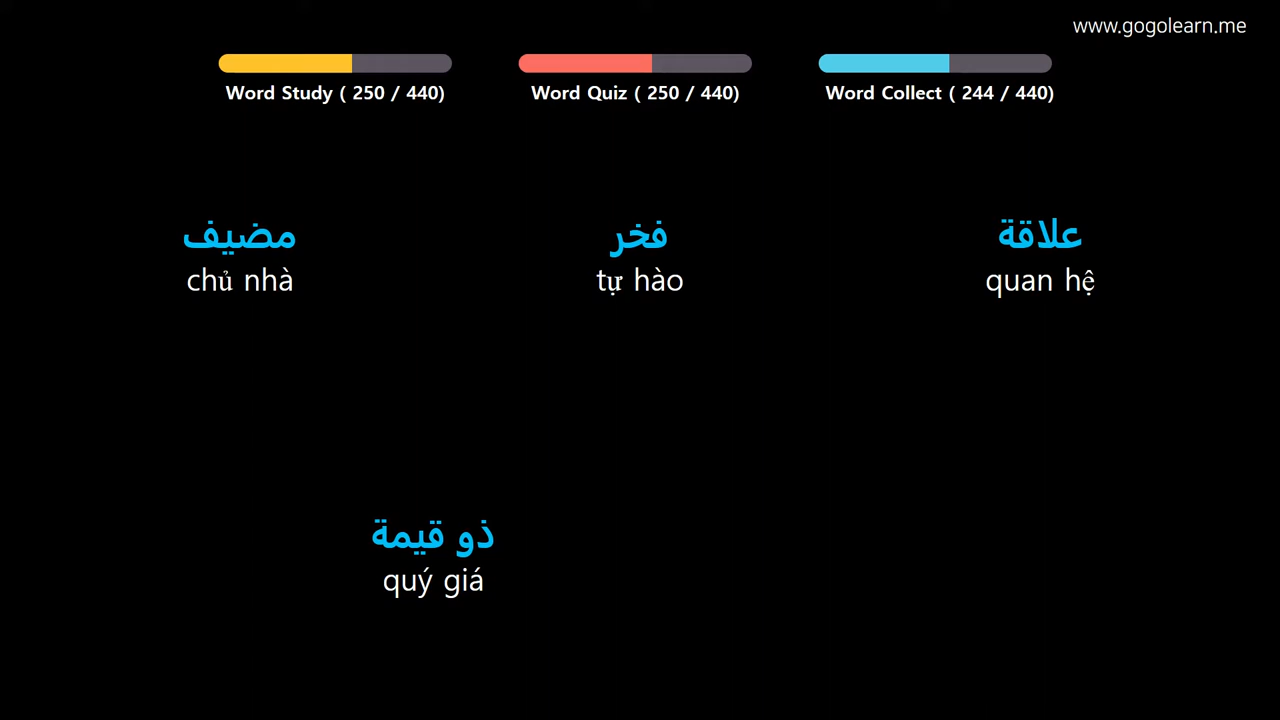 www.gogolearn.me
Word Study ( 250 / 440)
Word Quiz ( 250 / 440)
Word Collect ( 244 / 440)
مضيف
chủ nhà
فخر
tự hào
علاقة
quan hệ
ذو قيمة
quý giá